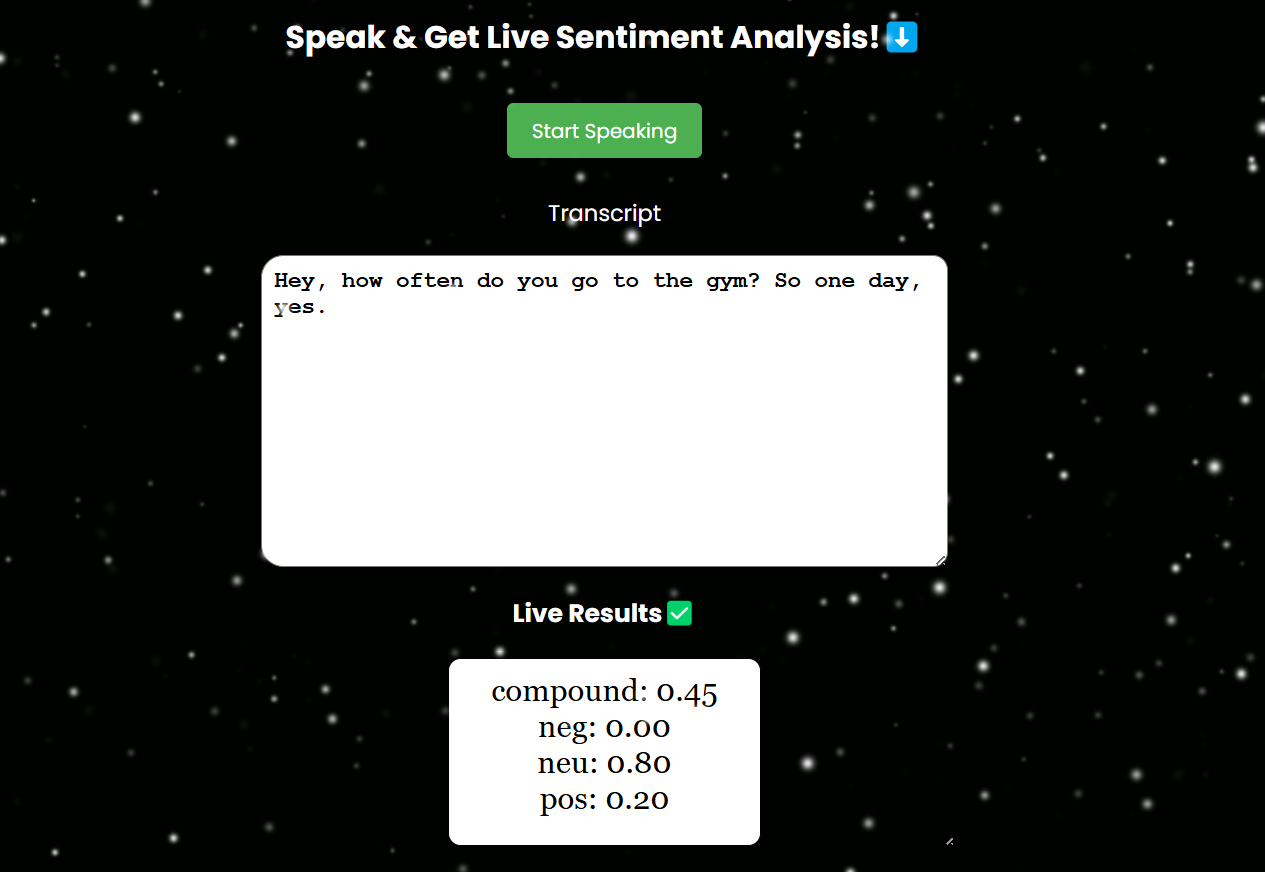 Speak & Get Live Sentiment Analysis!⬇️
Start Speaking
Transcript
Hey, how often do you go to the gym? So one day,
yes.
Live Results✅
compound: 0.45
neg: 0.00
neu: 0.80
pos: 0.20